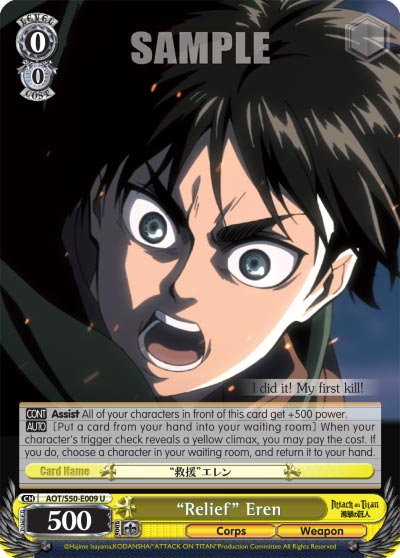 LEVEL
0
0
COST
SAMPLE
I did it! My first kill!
CONT Assist All of your characters in front of this card get +500 power.
AUTO [Put a card from your hand into your waiting room] When your
character's trigger check reveals a yellow climax, you may pay the cost. If
you do, choose a character in your waiting room, and return it to your hand.
Card Name “救援”エレン
CH AOT/S50-E009 U
POWER 500 SOUL
“Relief” Eren
Attack on Titan
進撃の巨人
Corps Weapon
©Hajime Isayama,KODANSHA/"ATTACK ON TITAN"Production Committee All Rights Reserved.